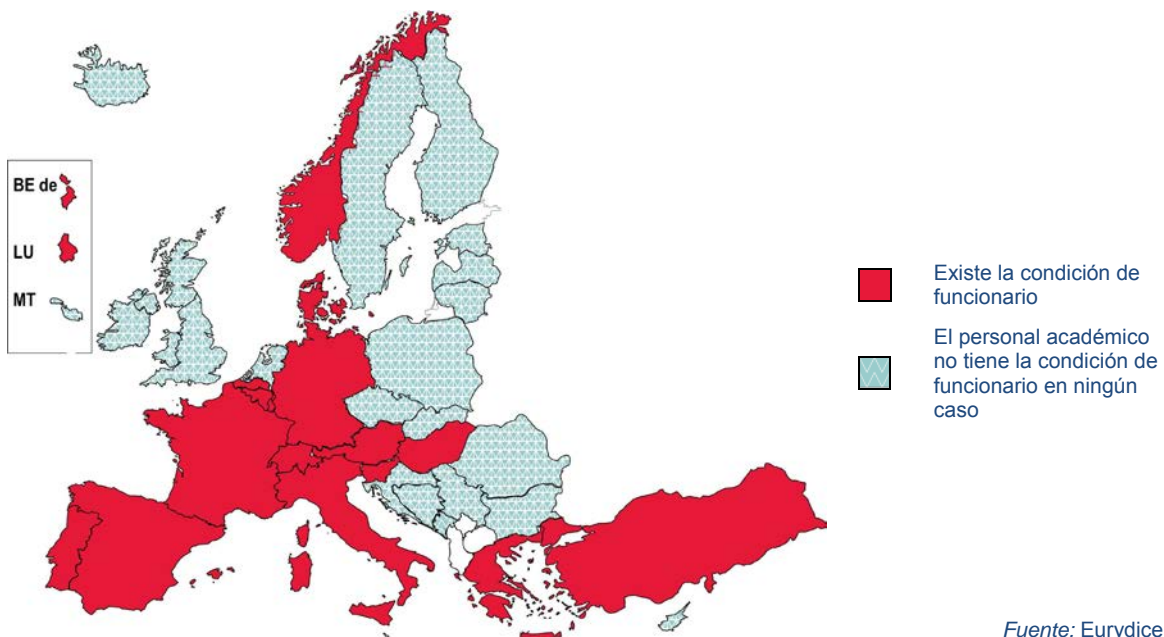 BE de
LU
MT
Existe la condición de
funcionario
El personal académico
no tiene la condición de
funcionario en ningún
caso
Fuente: Eurydice